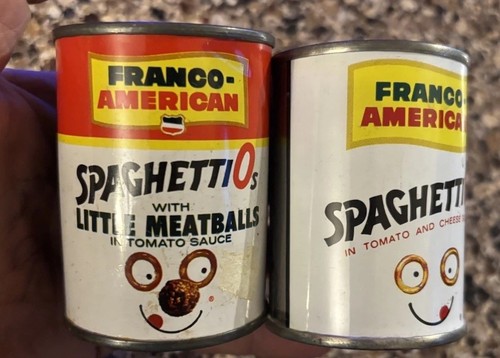 FRANCO-
AMERICAN
SPAGHETTIOs
WITH
LITTLE MEATBALLS
IN TOMATO SAUCE
®
FRANCO-
AMERICA
SPAGHETTI
IN TOMATO AND CHEESE